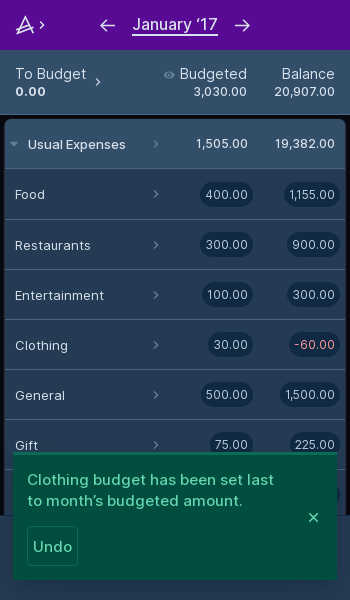 January ‘17
To Budget Budgeted Balance
0.00 3,030.00 20,907.00
Usual Expenses 1,505.00 19,382.00
Food 400.00 1,155.00
Restaurants 300.00 900.00
Entertainment 100.00 300.00
Clothing 30.00 -60.00
General 500.00 1,500.00
Gift 75.00 225.00
Clothing budget has been set last
to month’s budgeted amount.
Undo